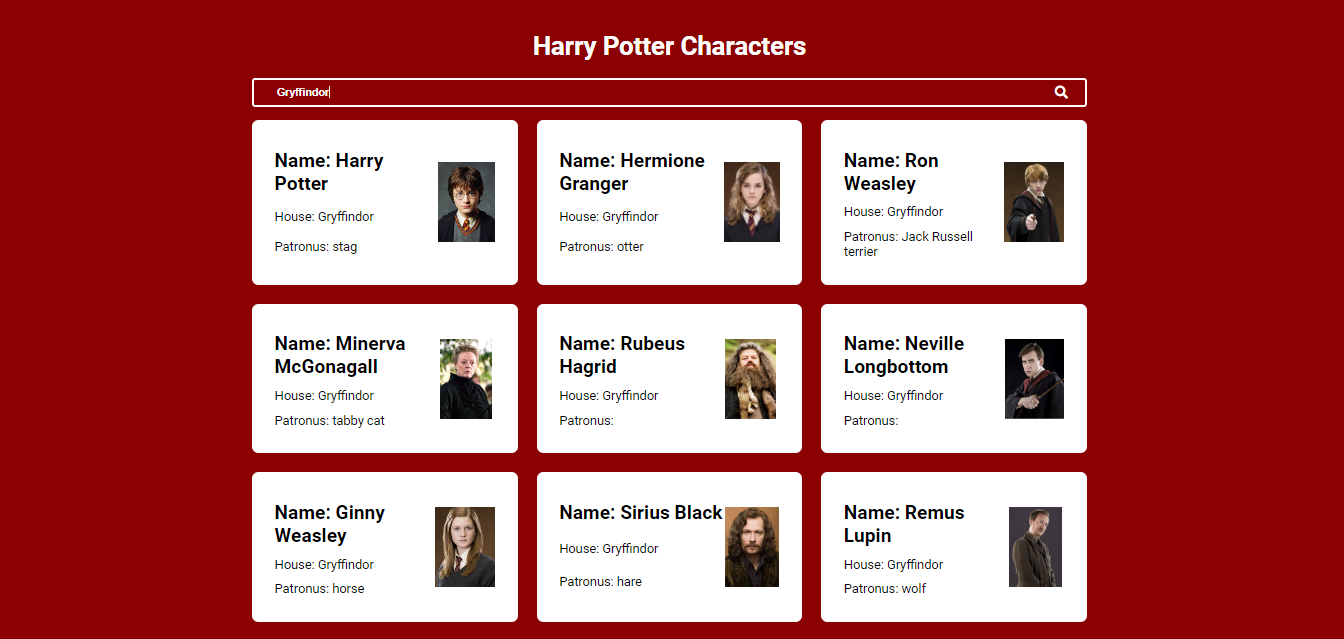 Harry Potter Characters
Gryffindor
Name: Harry
Potter
House: Gryffindor
Patronus: stag
Name: Hermione
Granger
House: Gryffindor
Patronus: otter
Name: Ron
Weasley
House: Gryffindor
Patronus: Jack Russell
terrier
Name: Minerva
McGonagall
House: Gryffindor
Patronus: tabby cat
Name: Rubeus
Hagrid
House: Gryffindor
Patronus:
Name: Neville
Longbottom
House: Gryffindor
Patronus:
Name: Ginny
Weasley
House: Gryffindor
Patronus: horse
Name: Sirius Black
House: Gryffindor
Patronus: hare
Name: Remus
Lupin
House: Gryffindor
Patronus: wolf